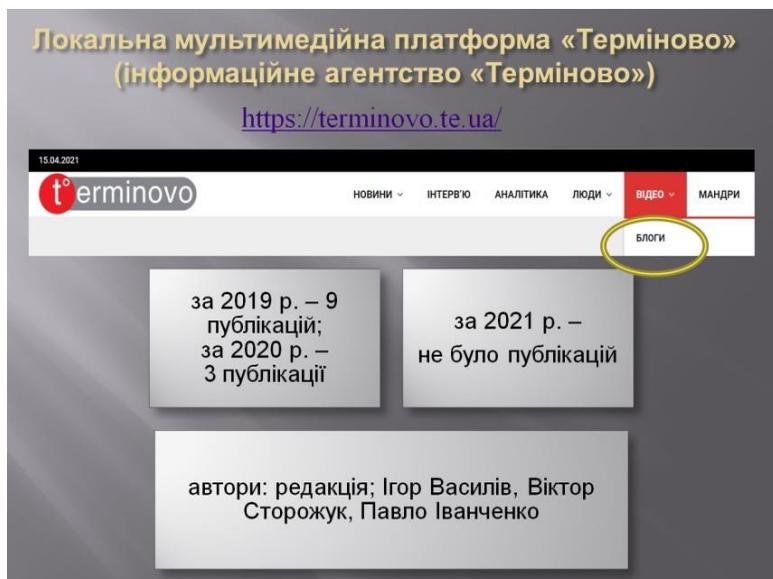 Локальна мультимедійна платформа «Терміново»
(інформаційне агентство «Терміново»)
https://terminovo.te.ua/
15.04.2021
t° erminovo
НОВИНИ ІНТЕРВ'Ю АНАЛІТИКА ЛЮДИ ВІДЕО МАНДРИ
БЛОГИ
за 2019 р. – 9
публікацій;
за 2020 р. –
3 публікації
за 2021 р. –
не було публікацій
автори: редакція; Ігор Василів, Віктор
Сторожук, Павло Іванченко